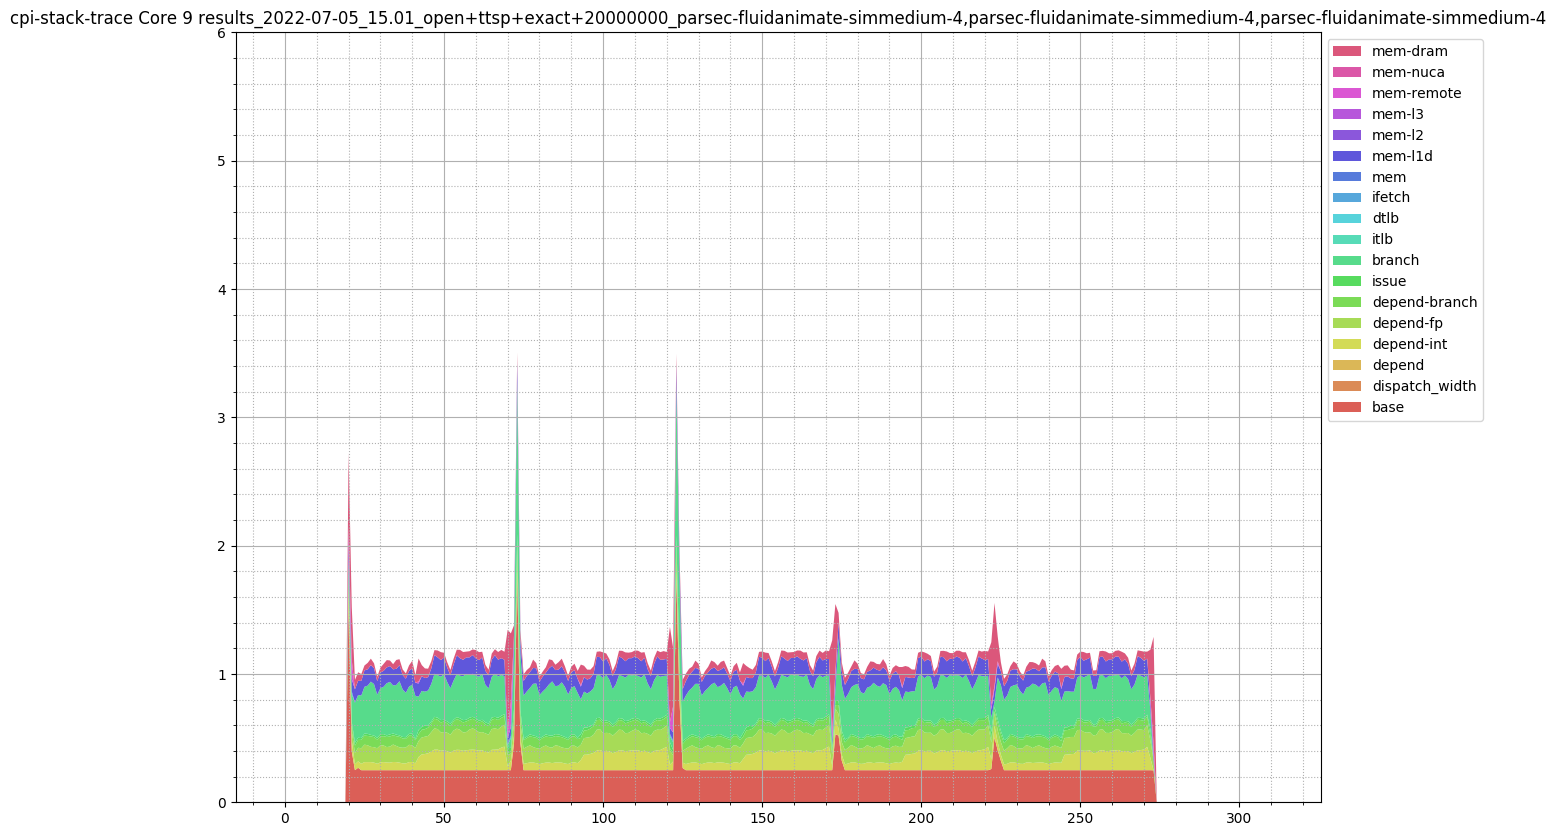 cpi-stack-trace Core 9 results_2022-07-05_15.01_open+ttsp+exact+20000000_parsec-fluidanimate-simmedium-4,parsec-fluidanimate-simmedium-4,parsec-fluidanimate-simmedium-4
6
5
4
3
2
1
0
0 50 100 150 200 250 300
mem-dram
mem-nuca
mem-remote
mem-l3
mem-l2
mem-l1d
mem
ifetch
dtlb
itlb
branch
issue
depend-branch
depend-fp
depend-int
depend
dispatch_width
base